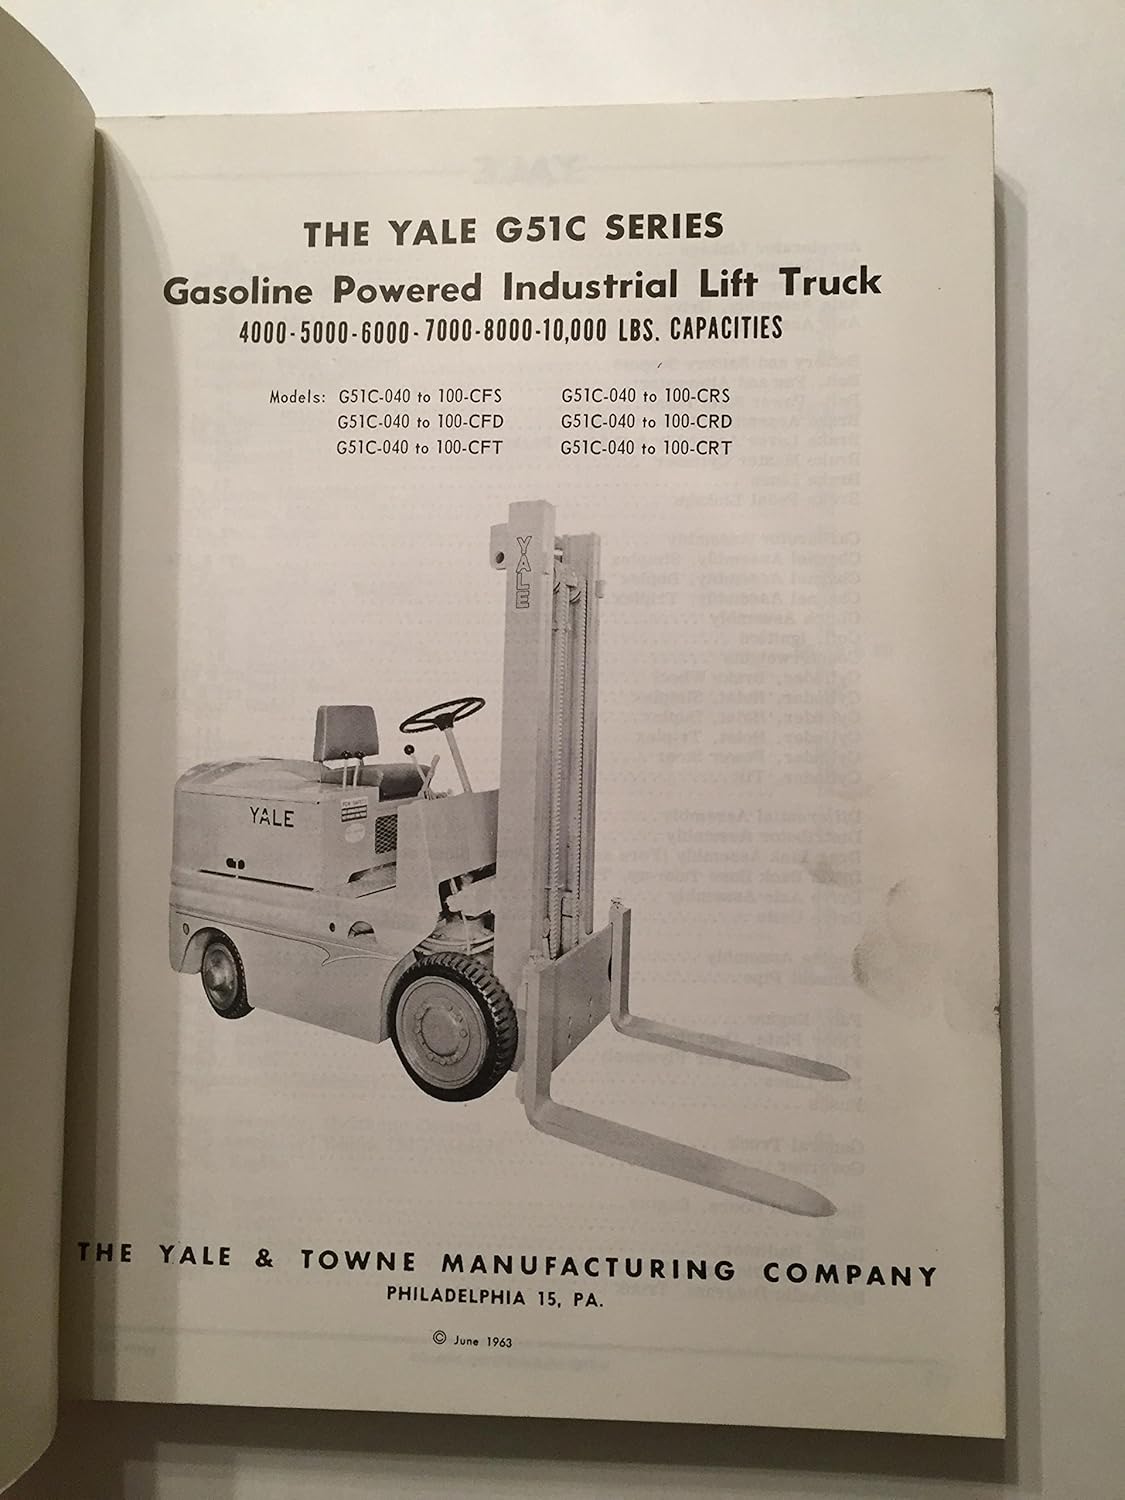 THE YALE G51C SERIES
Gasoline Powered Industrial Lift Truck
4000-5000-6000-7000-8000-10,000 LBS. CAPACITIES
Models: G51C-040 to 100-CFS G51C-040 to 100-CRS
G51C-040 to 100-CFD G51C-040 to 100-CRD
G51C-040 to 100-CFT G51C-040 to 100-CRT
YALE
YALE
THE YALE & TOWNE MANUFACTURING COMPANY
PHILADELPHIA 15, PA.
© June 1963